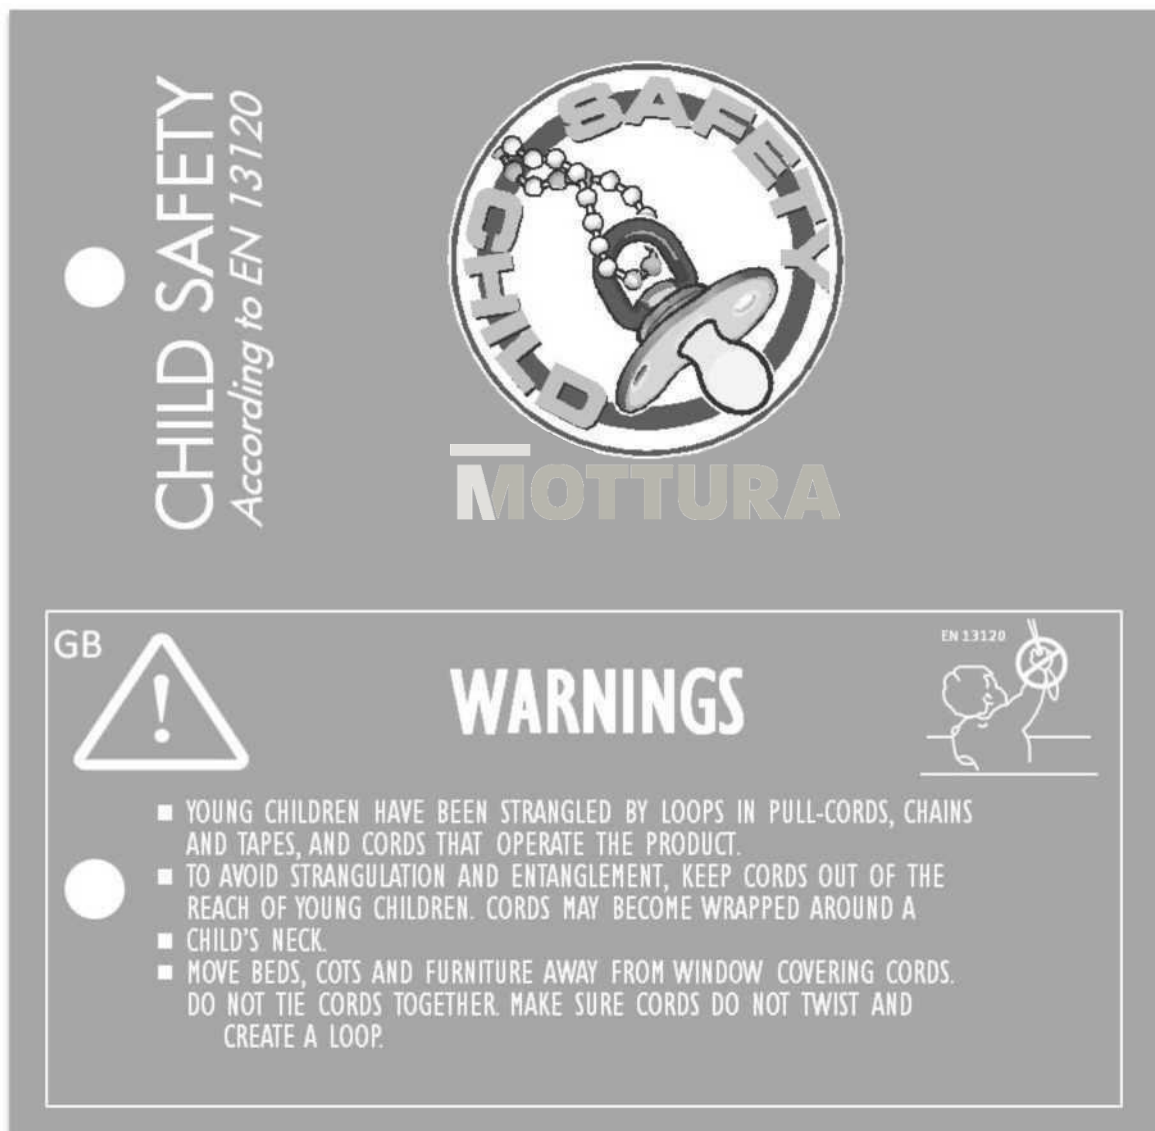 CHILD SAFETY
According to EN 13120
CHILD SAFETY
MOTTURA
GB
!
WARNINGS
EN 13120
■ YOUNG CHILDREN HAVE BEEN STRANGLED BY LOOPS IN PULL-CORDS, CHAINS
AND TAPES, AND CORDS THAT OPERATE THE PRODUCT.
■ TO AVOID STRANGULATION AND ENTANGLEMENT, KEEP CORDS OUT OF THE
REACH OF YOUNG CHILDREN. CORDS MAY BECOME WRAPPED AROUND A
■ CHILD'S NECK.
■ MOVE BEDS, COTS AND FURNITURE AWAY FROM WINDOW COVERING CORDS.
DO NOT TIE CORDS TOGETHER. MAKE SURE CORDS DO NOT TWIST AND
CREATE A LOOP.